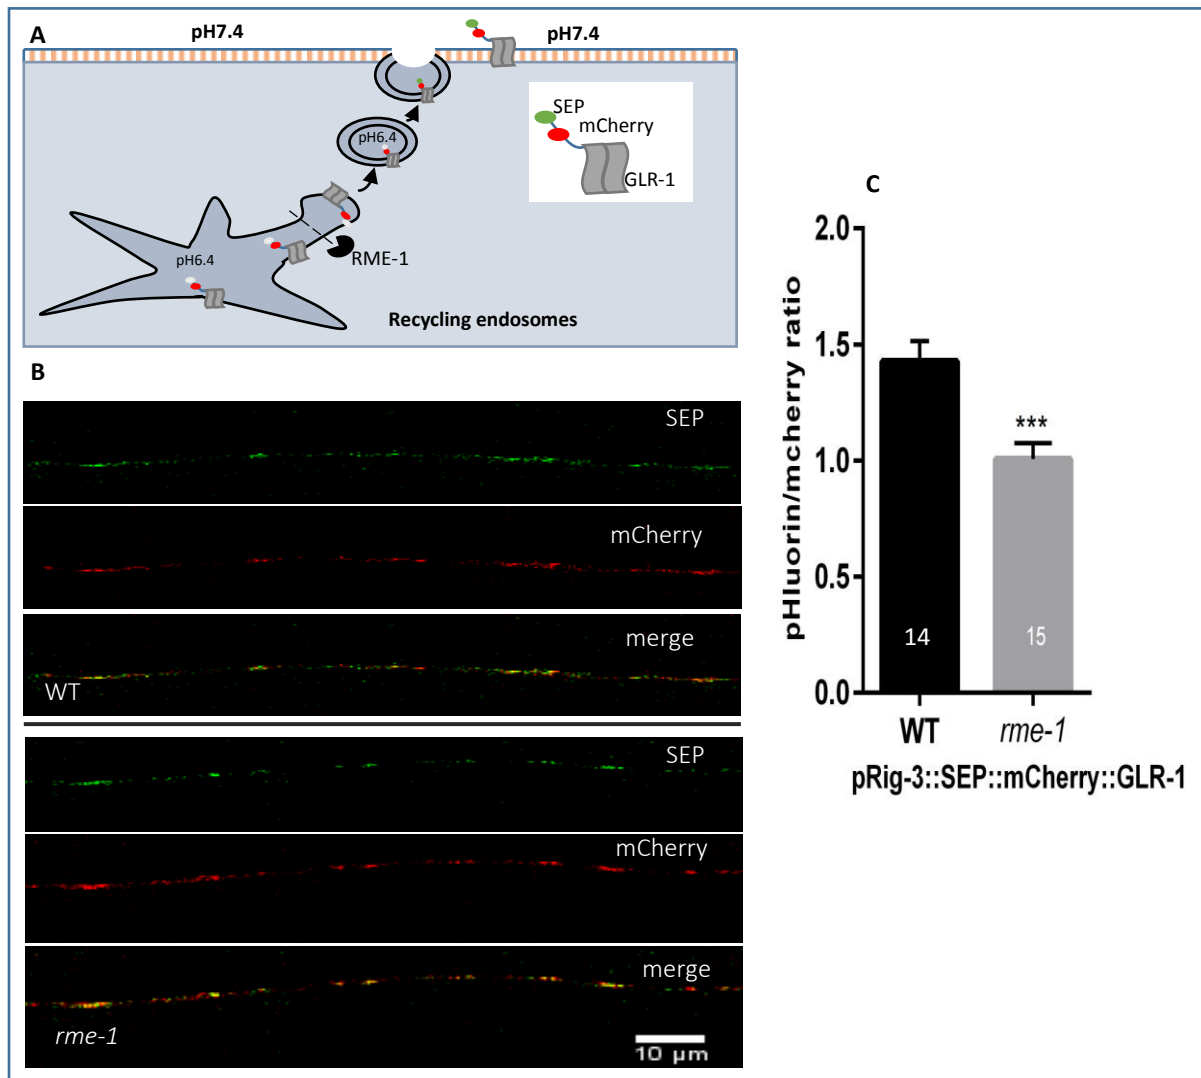 A
pH7.4
pH7.4
SEP
mCherry
GLR-1
pH6.4
RME-1
pH6.4
Recycling endosomes
B
SEP
mCherry
merge
WT
SEP
mCherry
merge
rme-1
10 µm
C
pHluorin/mcherry ratio
2.0
1.5
1.0
0.5
0.0
***
14
15
WT
rme-1
pRig-3::SEP::mCherry::GLR-1